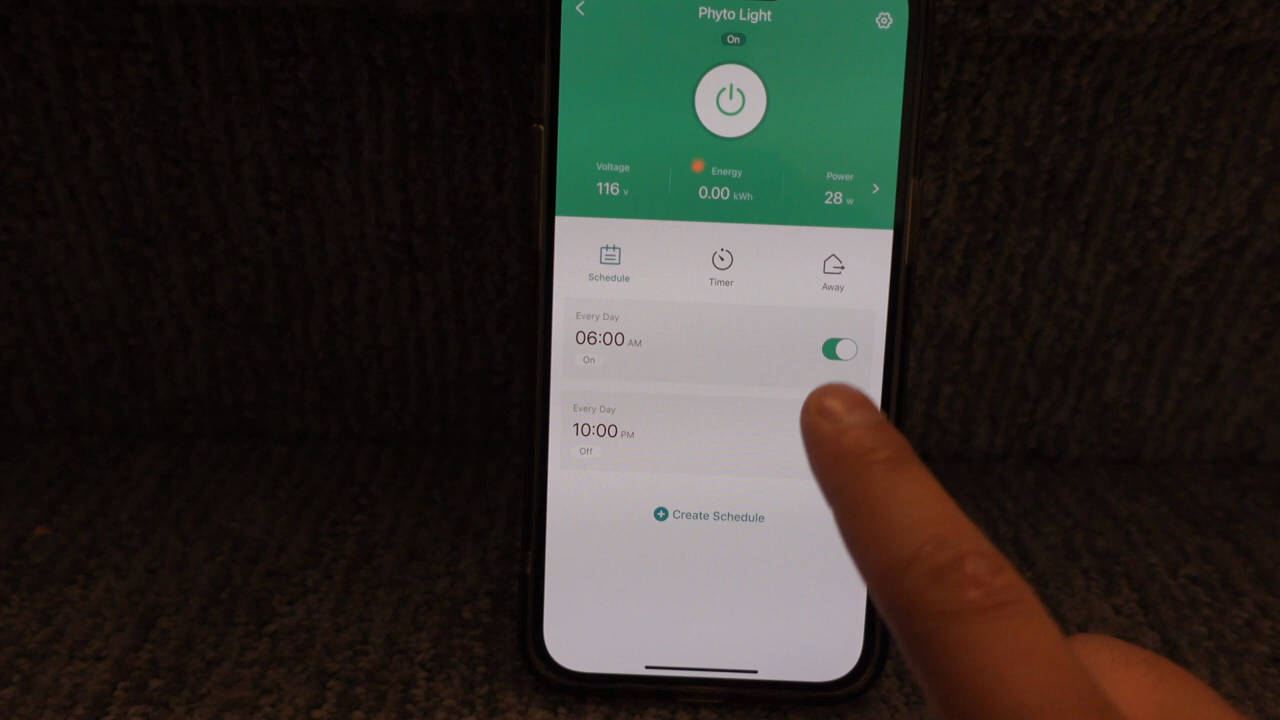 Phyto Light
On
Voltage Energy Power
116 v 0.00 kWh 28 w
Schedule Timer Away
Every Day
06:00 AM
On
Every Day
10:00 PM
Off
Create Schedule